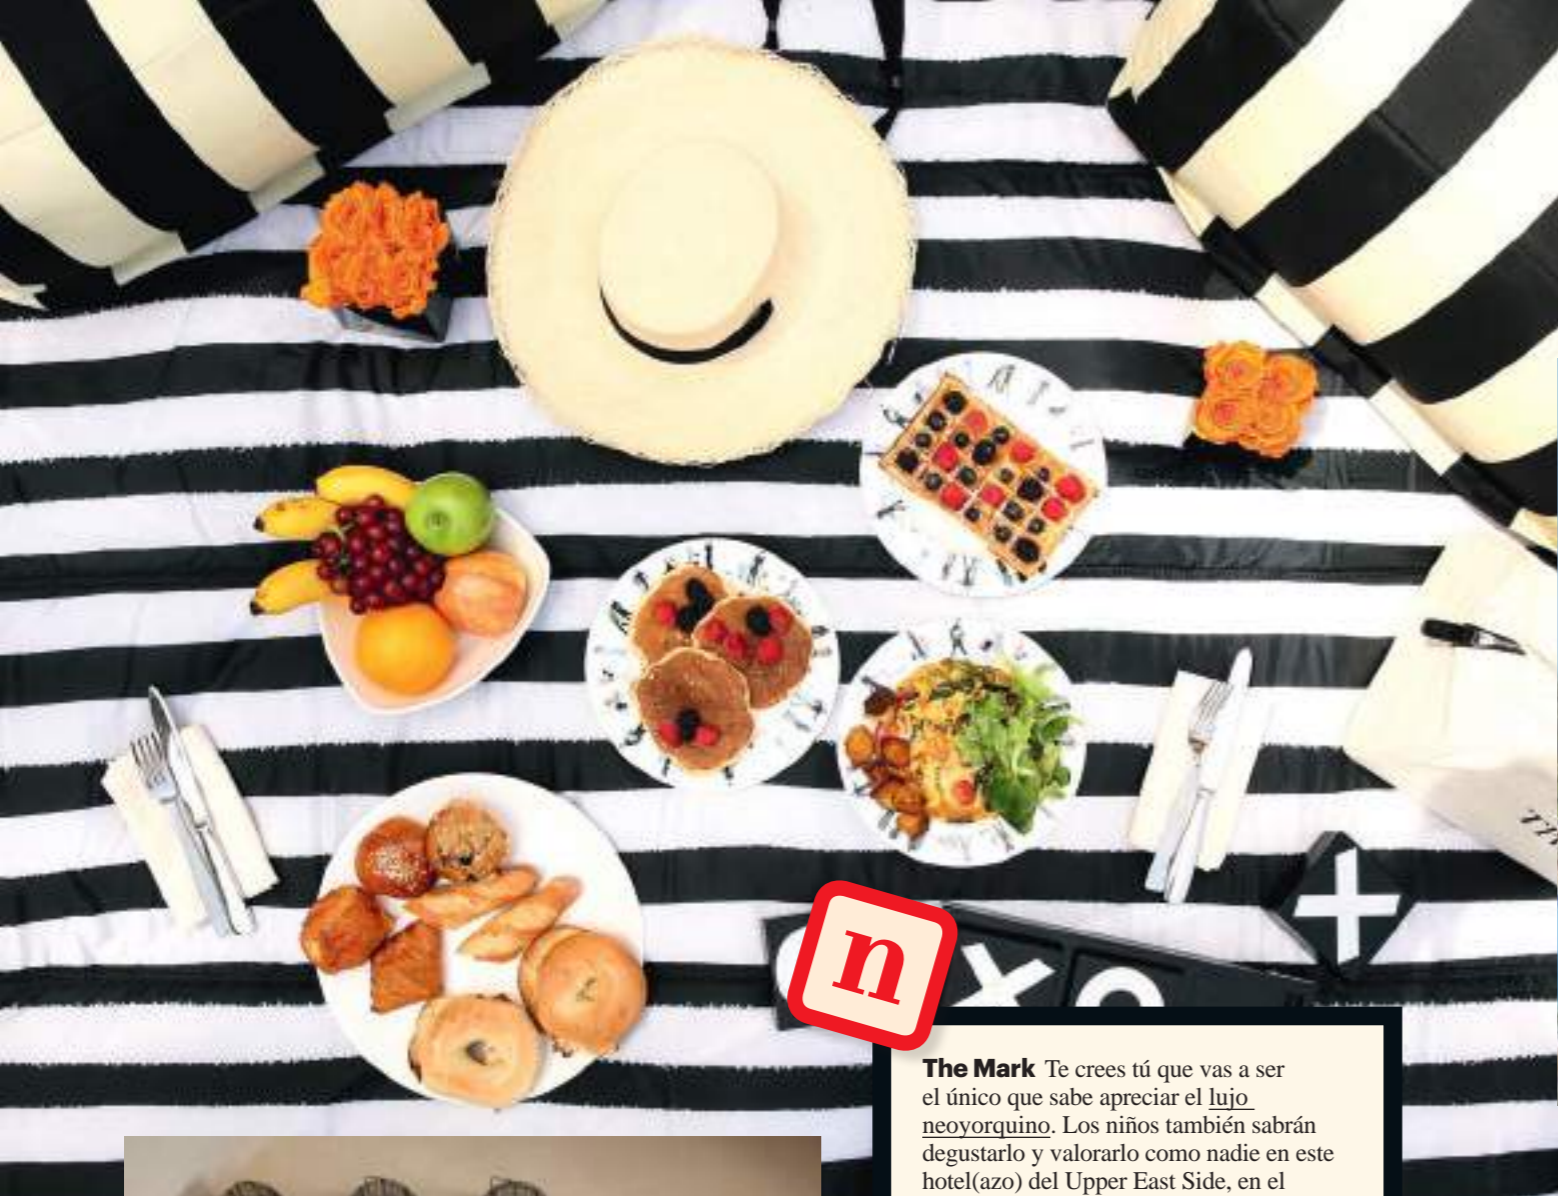 n
X O
The Mark Te crees tú que vas a ser
el único que sabe apreciar el lujo
neoyorquino. Los niños también sabrán
degustarlo y valorarlo como nadie en este
hotel(azo) del Upper East Side, en el